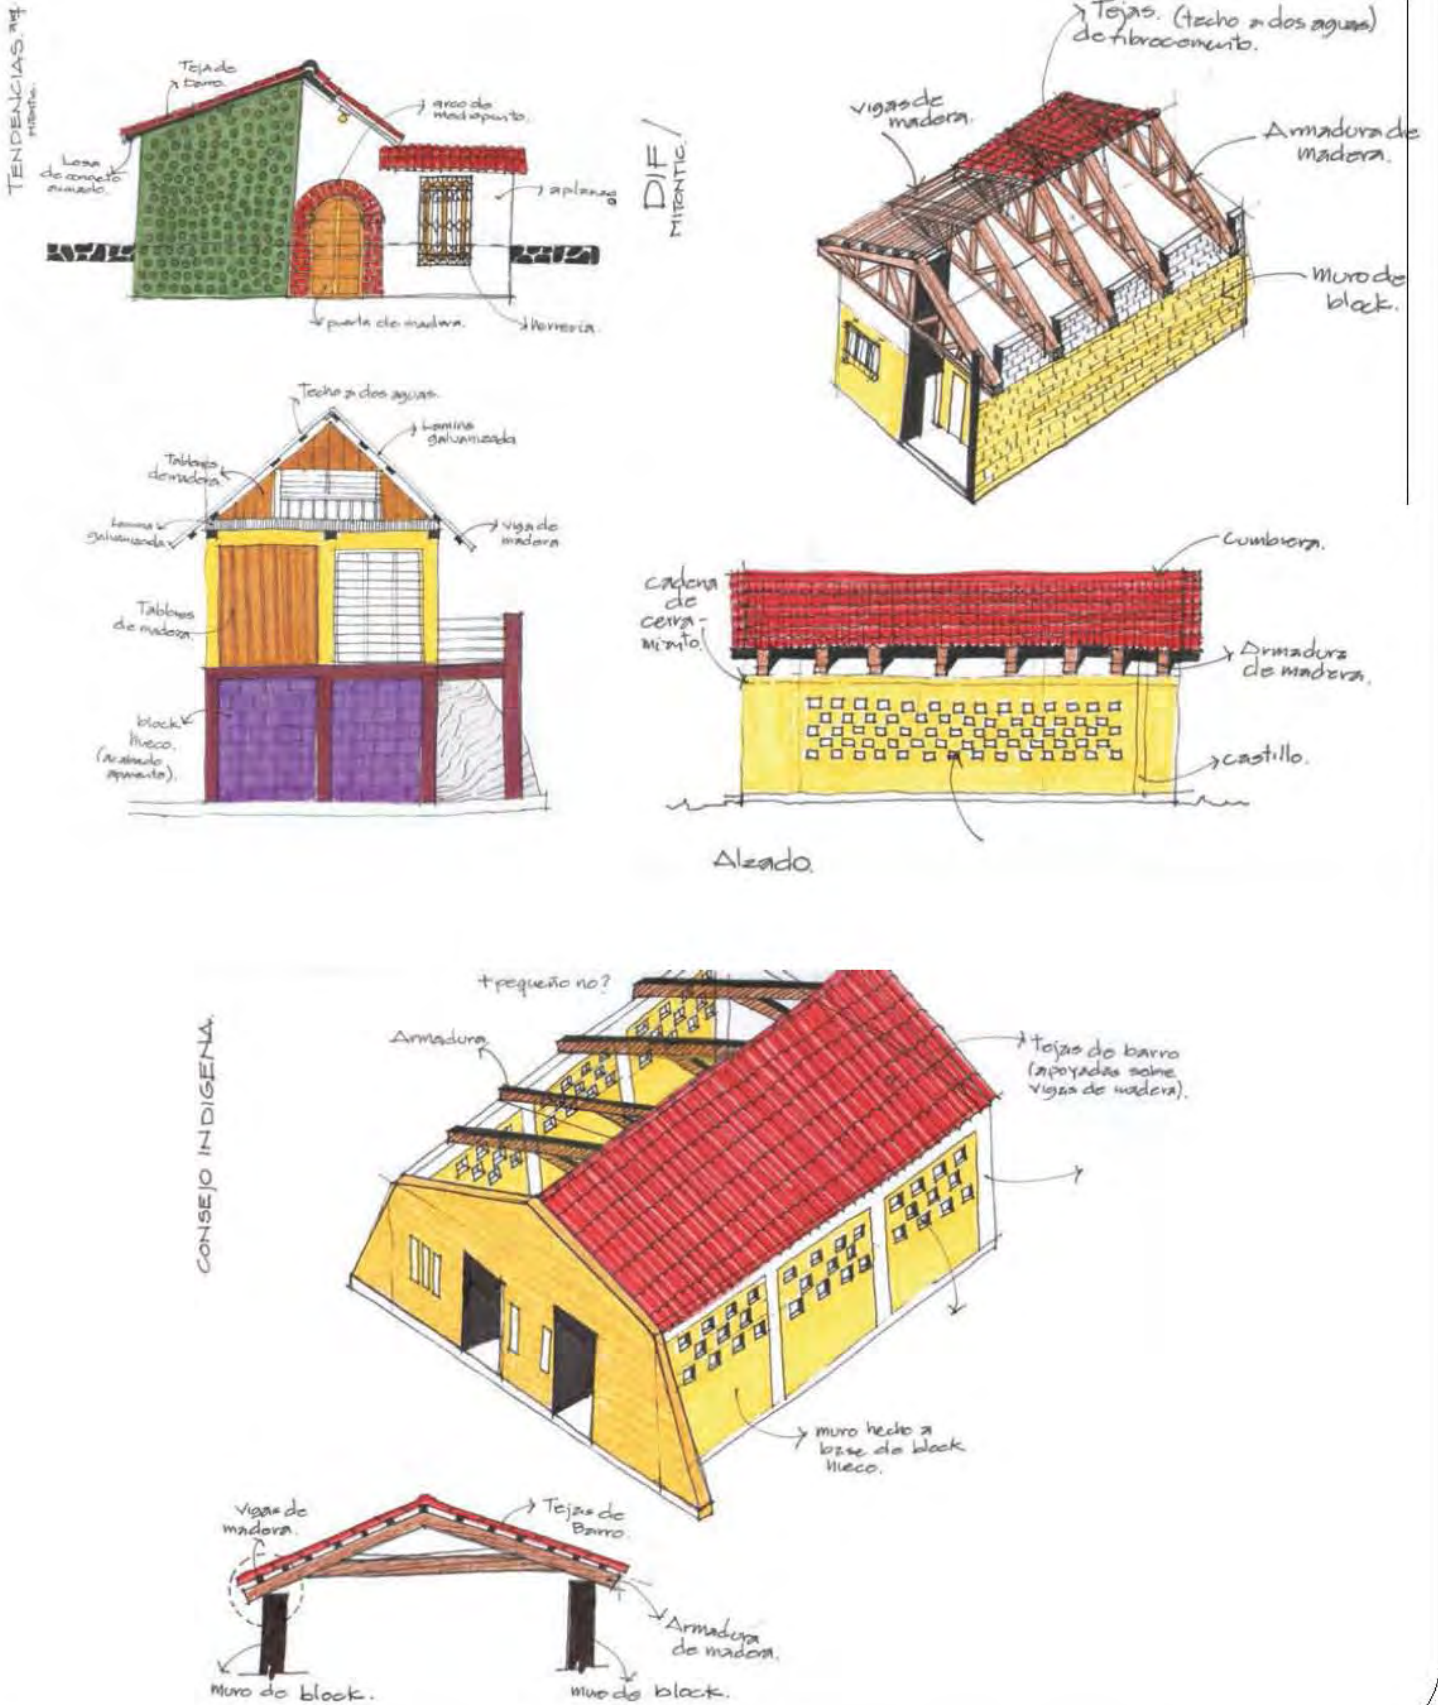 TENDENCIAS. arq.
MITONTIC.
Teja de
barro.
Losa
de concreto
armado.
arco de
mediopunto.
aplanado
puerta de madera.
herrería.
DIF /
MITONTIC. /
Tejas. (techo a dos aguas)
de fibrocemento.
vigas de
madera.
Armadura de
madera.
muro de
block.
Techo a dos aguas.
Lamina
galvanizada
Tablones
de madera.
Lamina
galvanizada
viga de
madera
Tablones
de madera.
block
hueco.
(acabado
aparente).
cumbrera.
cadena
de
cerra-
miento.
Armadura
de madera.
castillo.
Alzado.
CONSEJO INDIGENA.
+pequeño no?
Armadura
tejas de barro
(apoyadas sobre
vigas de madera).
muro hecho a
base de block
hueco.
vigas de
madera.
Tejas de
Barro.
Armadura
de madera.
muro de block.
muro de block.